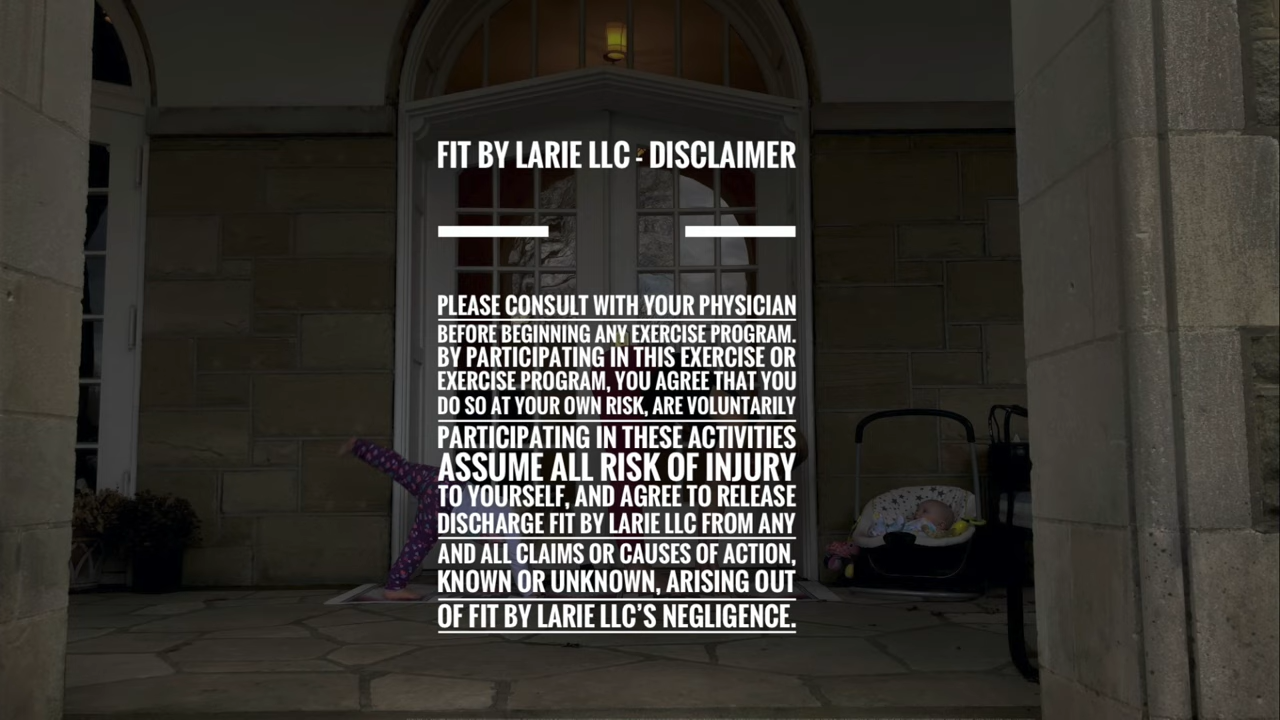 FIT BY LARIE LLC - DISCLAIMER
PLEASE CONSULT WITH YOUR PHYSICIAN
BEFORE BEGINNING ANY EXERCISE PROGRAM.
BY PARTICIPATING IN THIS EXERCISE OR
EXERCISE PROGRAM, YOU AGREE THAT YOU
DO SO AT YOUR OWN RISK, ARE VOLUNTARILY
PARTICIPATING IN THESE ACTIVITIES
ASSUME ALL RISK OF INJURY
TO YOURSELF, AND AGREE TO RELEASE
DISCHARGE FIT BY LARIE LLC FROM ANY
AND ALL CLAIMS OR CAUSES OF ACTION,
KNOWN OR UNKNOWN, ARISING OUT
OF FIT BY LARIE LLC'S NEGLIGENCE.